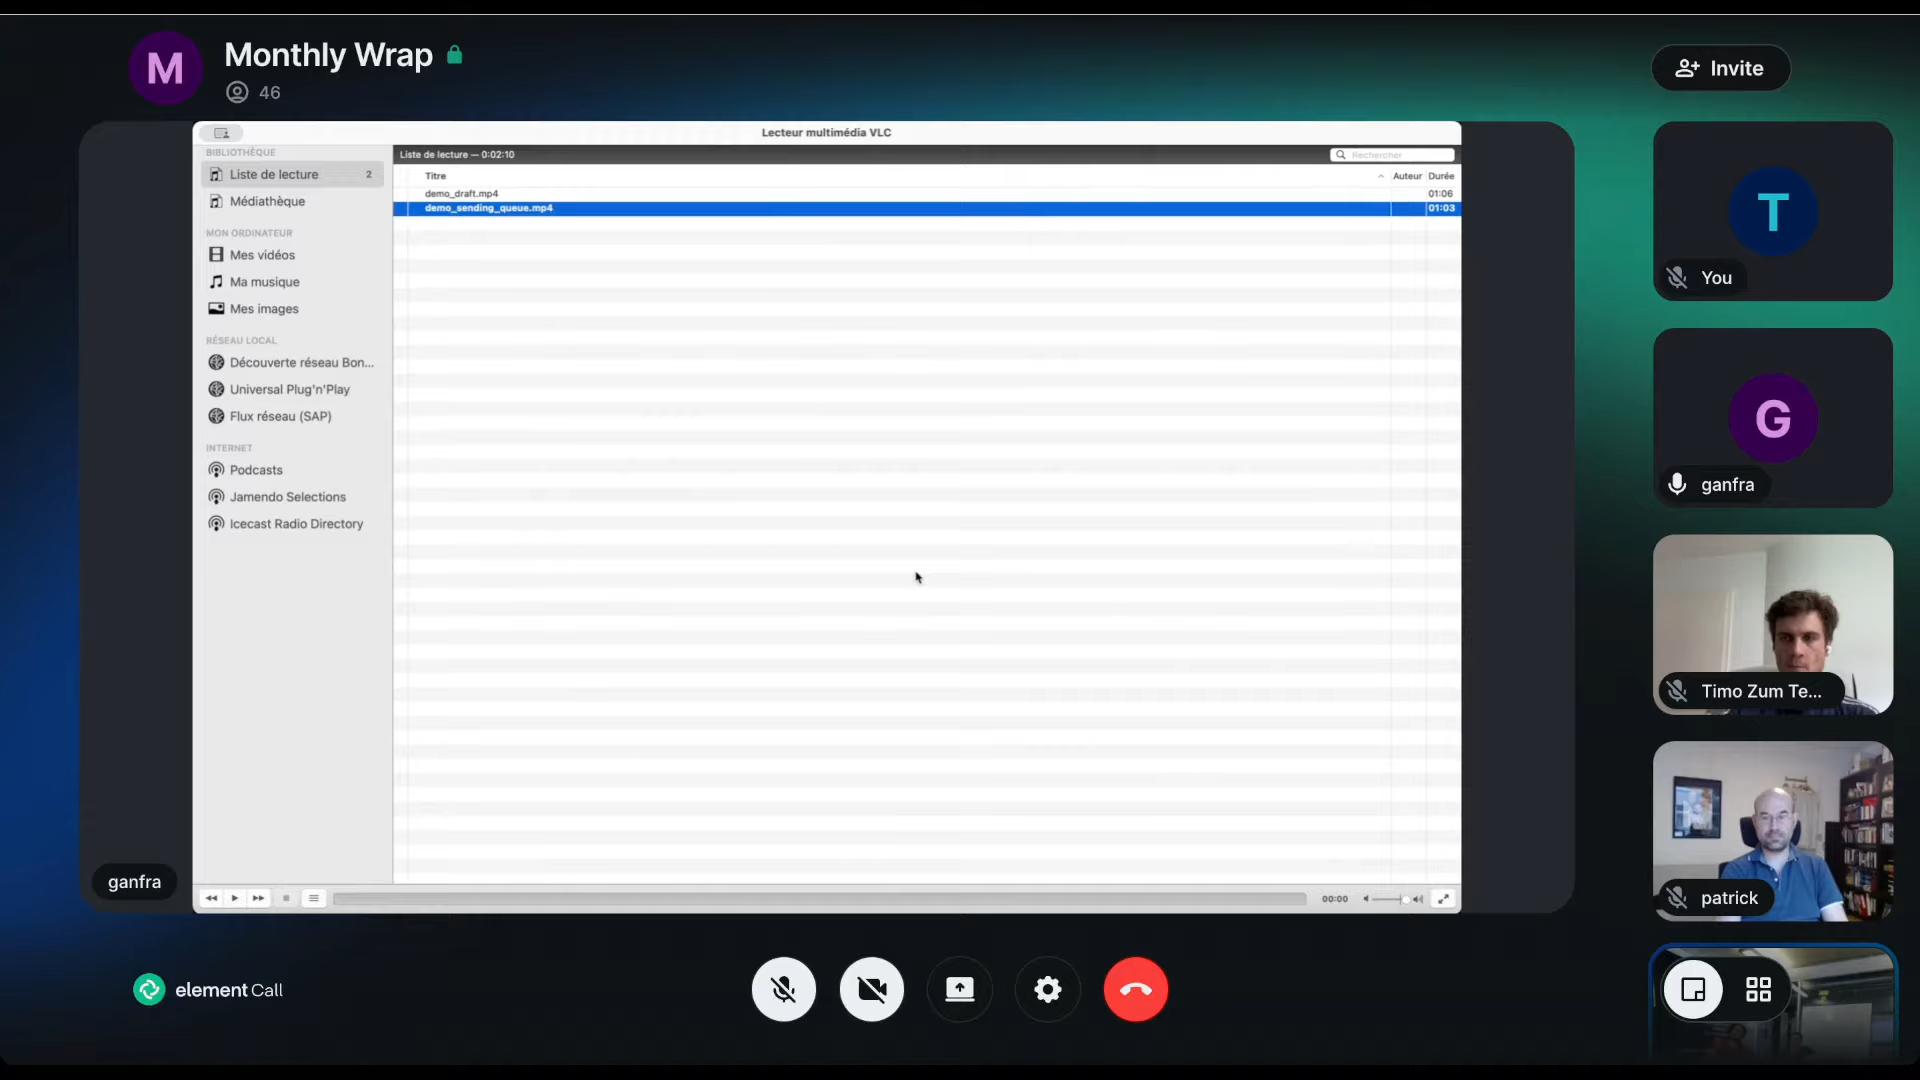 M
Monthly Wrap
46
Invite
Lecteur multimédia VLC
BIBLIOTHÈQUE
Liste de lecture 2
Médiathèque
MON ORDINATEUR
Mes vidéos
Ma musique
Mes images
RÉSEAU LOCAL
Découverte réseau Bon...
Universal Plug'n'Play
Flux réseau (SAP)
INTERNET
Podcasts
Jamendo Selections
Icecast Radio Directory
Liste de lecture — 0:02:10
Rechercher
Titre Auteur Durée
demo_draft.mp4 01:06
demo_sending_queue.mp4 01:03
00:00
ganfra
T
You
G
ganfra
Timo Zum Te...
patrick
element Call